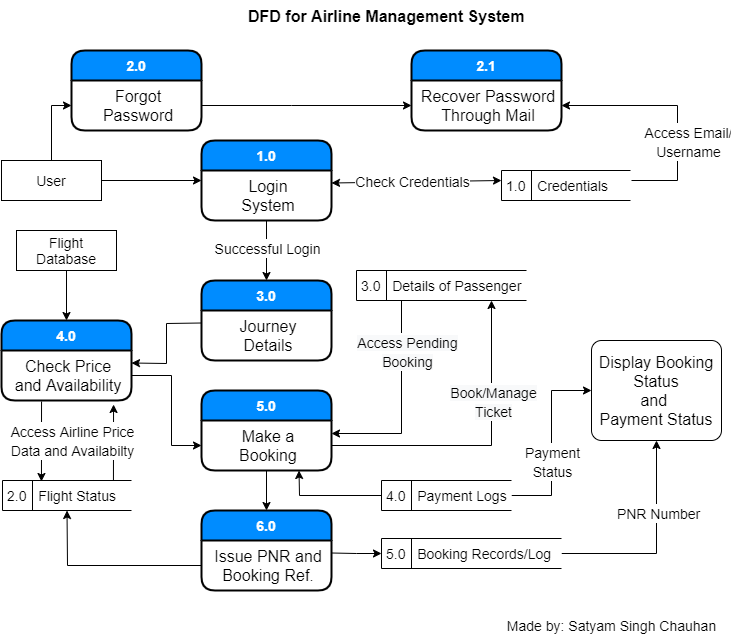 DFD for Airline Management System
2.0
Forgot
Password
2.1
Recover Password
Through Mail
Access Email/
Username
User
1.0
Login
System
Check Credentials
1.0 Credentials
Successful Login
Flight
Database
3.0
Journey
Details
3.0 Details of Passenger
4.0
Check Price
and Availability
Access Pending
Booking
Display Booking
Status
and
Payment Status
5.0
Make a
Booking
Book/Manage
Ticket
Access Airline Price
Data and Availabilty
Payment
Status
2.0 Flight Status
4.0 Payment Logs
PNR Number
6.0
Issue PNR and
Booking Ref.
5.0 Booking Records/Log
Made by: Satyam Singh Chauhan